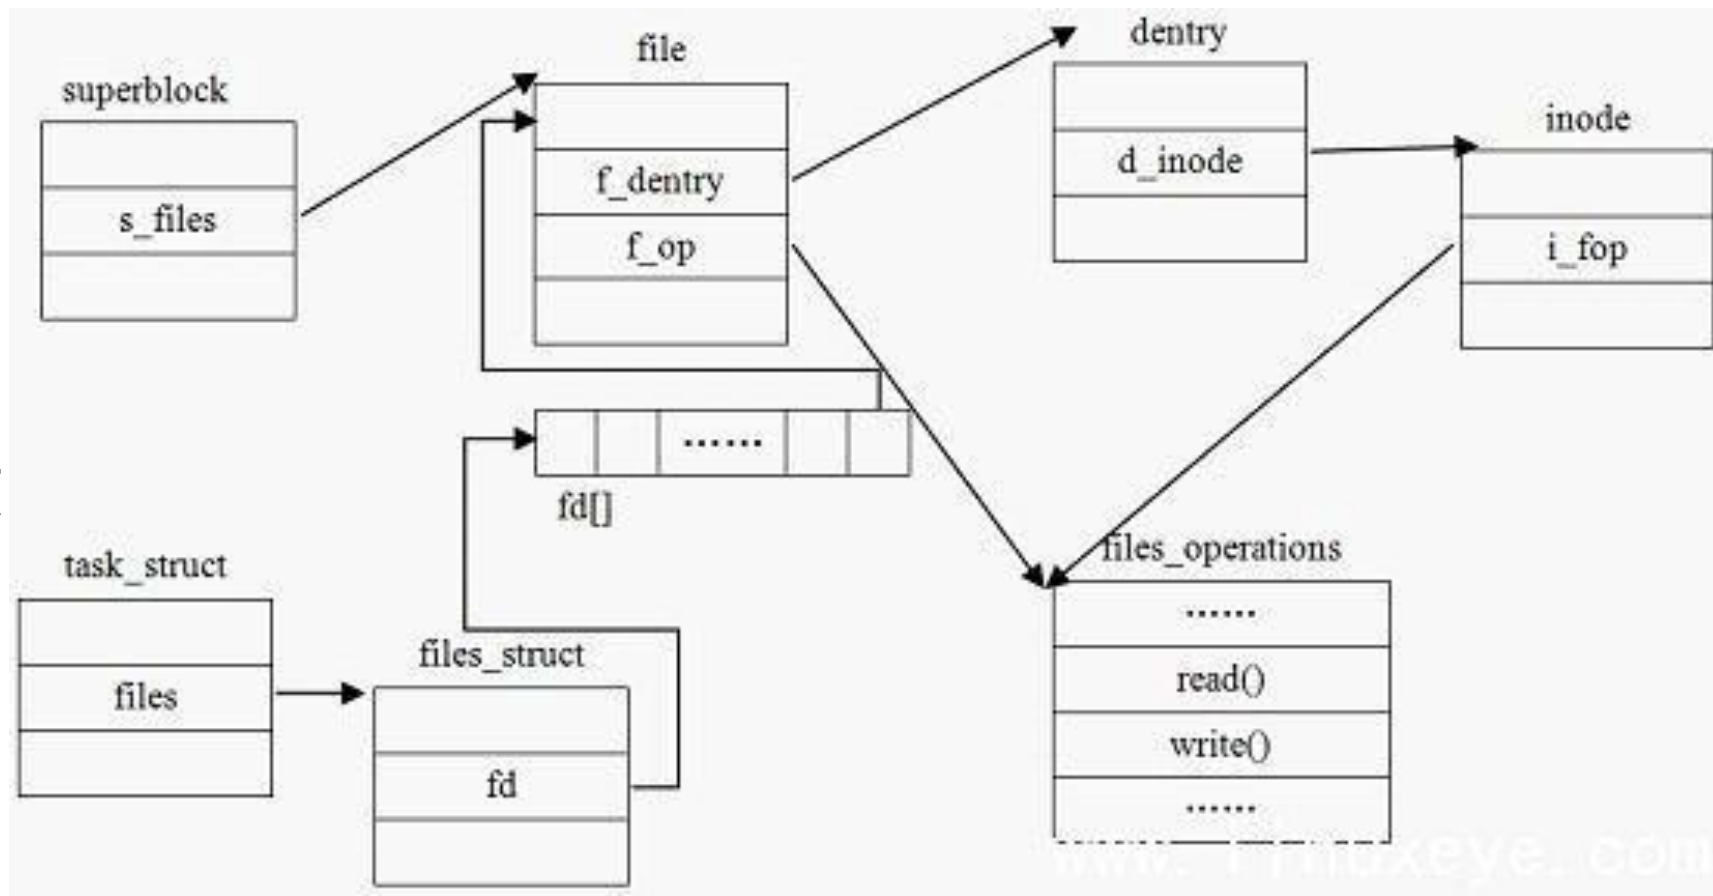 superblock
s_files
file
f_dentry
f_op
dentry
d_inode
inode
i_fop
......
fd[]
task_struct
files
files_struct
fd
files_operations
......
read()
write()
......